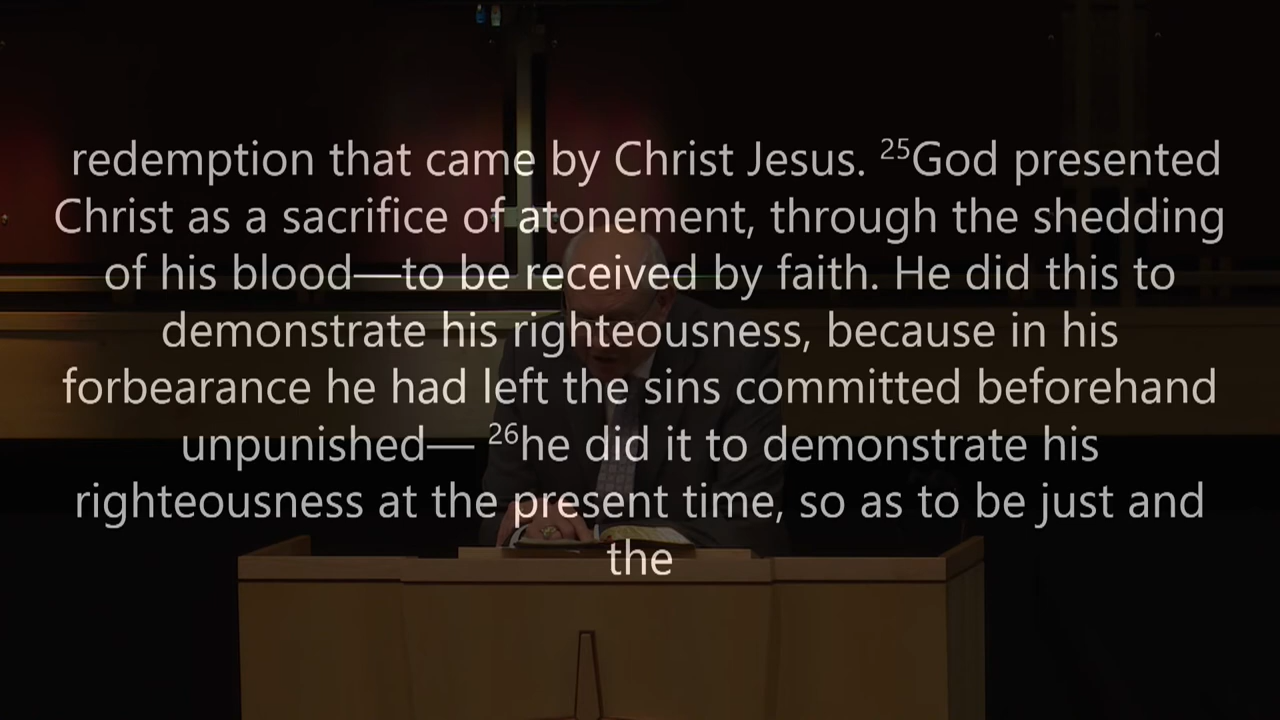 redemption that came by Christ Jesus. ²⁵God presented
Christ as a sacrifice of atonement, through the shedding
of his blood—to be received by faith. He did this to
demonstrate his righteousness, because in his
forbearance he had left the sins committed beforehand
unpunished— ²⁶he did it to demonstrate his
righteousness at the present time, so as to be just and
the